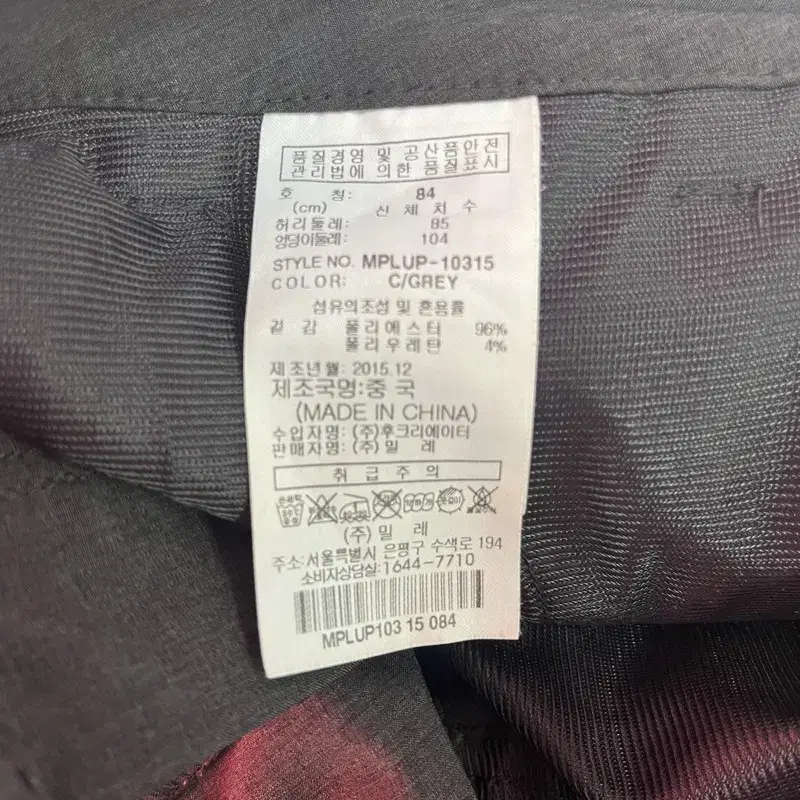 품질경영 및 공산품안전
관리법에 의한 품질표시
호 칭: 84
(cm) 신 체 치 수
허리둘레: 85
엉덩이둘레: 104
STYLE NO. MPLUP-10315
COLOR: C/GREY
섬유의조성 및 혼용률
겉 감 폴리에스터 96%
폴리우레탄 4%
제조년월: 2015.12
제조국명:중 국
(MADE IN CHINA)
수입자명: (주)후크리에이터
판매자명: (주)밀 레
취 급 주 의
(주) 밀 레
주소:서울특별시 은평구 수색로 194
소비자상담실:1644-7710
MPLUP103 15 084